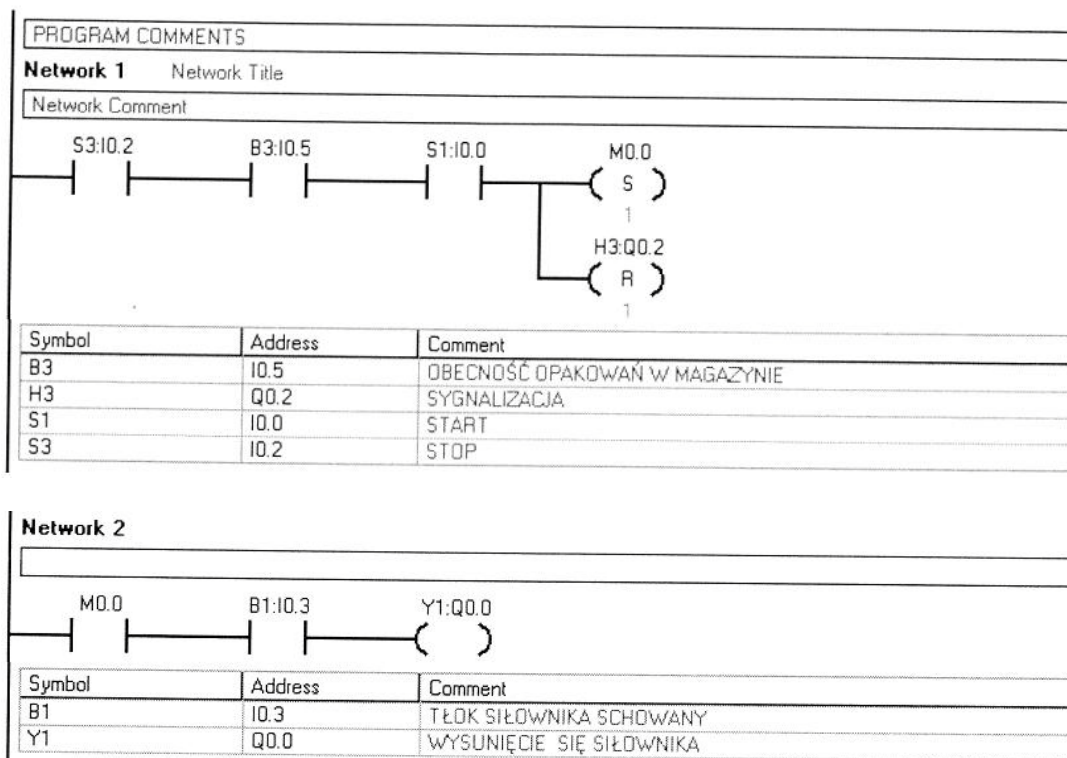 PROGRAM COMMENTS
Network 1 Network Title
Network Comment
S3:I0.2 B3:I0.5 S1:I0.0 M0.0
S
1
H3:Q0.2
R
1
Symbol Address Comment
B3 I0.5 OBECNOŚĆ OPAKOWAŃ W MAGAZYNIE
H3 Q0.2 SYGNALIZACJA
S1 I0.0 START
S3 I0.2 STOP
Network 2
M0.0 B1:I0.3 Y1:Q0.0
Symbol Address Comment
B1 I0.3 TŁOK SIŁOWNIKA SCHOWANY
Y1 Q0.0 WYSUNIĘCIE SIĘ SIŁOWNIKA